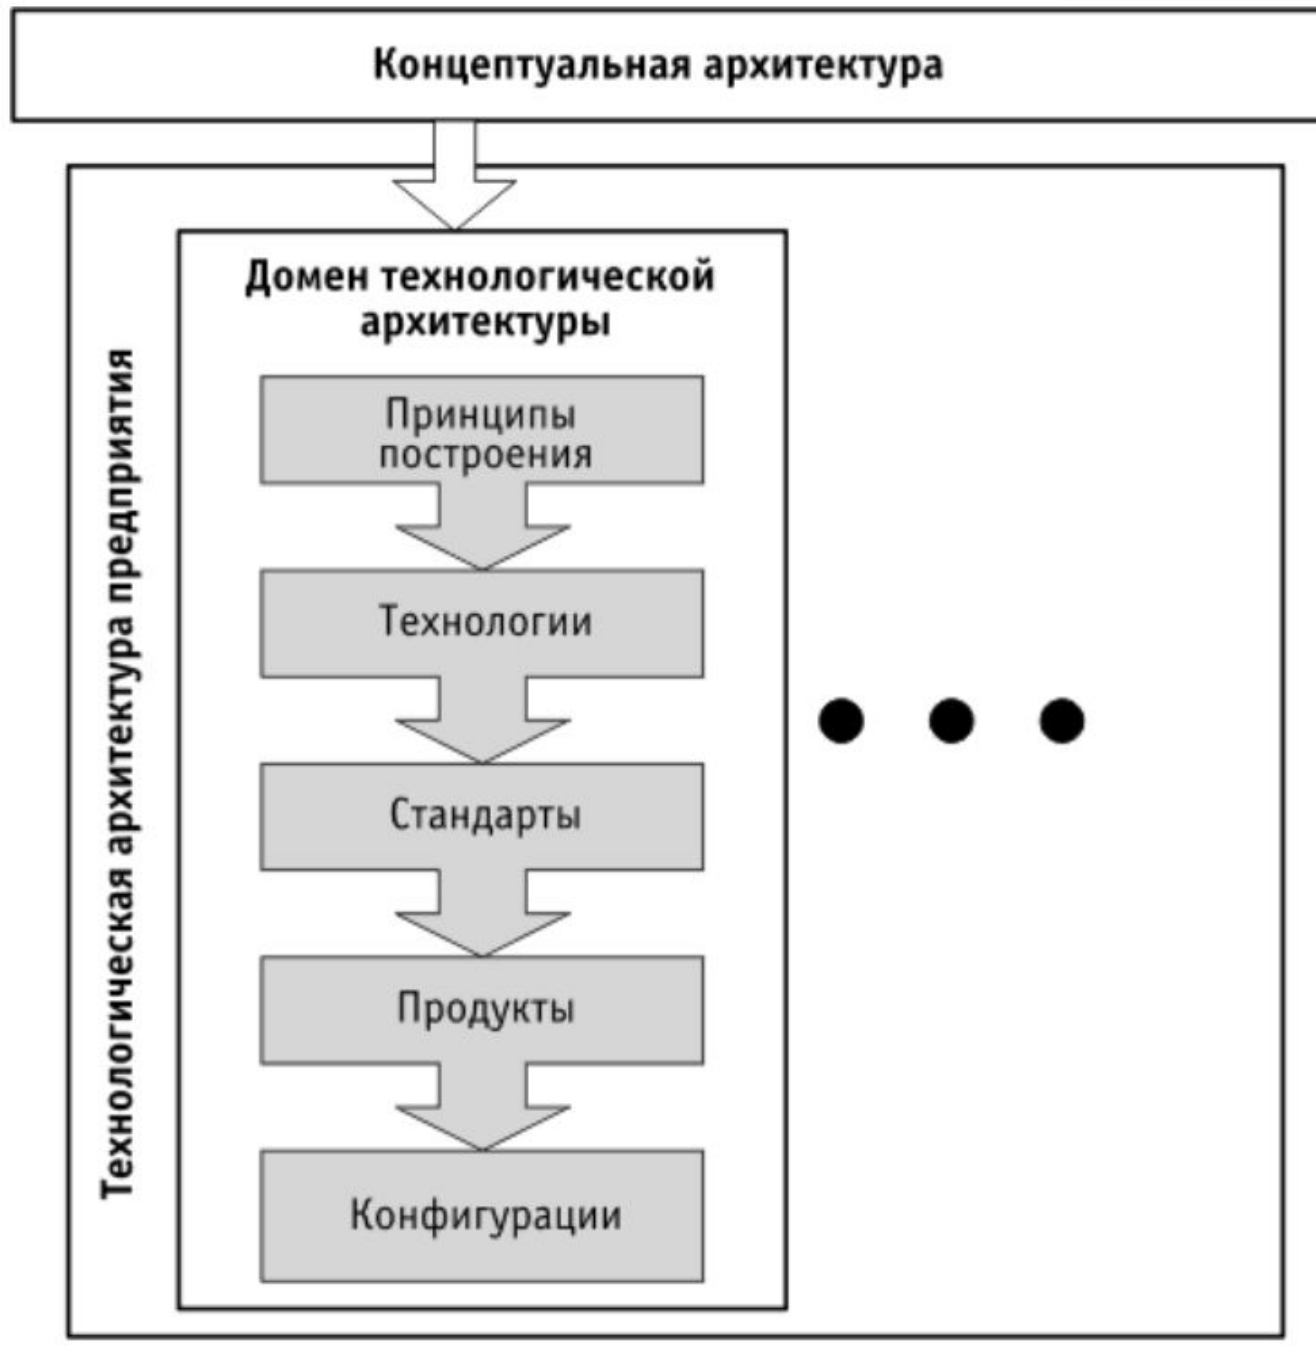 Концептуальная архитектура
Технологическая архитектура предприятия
Домен технологической
архитектуры
Принципы
построения
Технологии
Стандарты
Продукты
Конфигурации